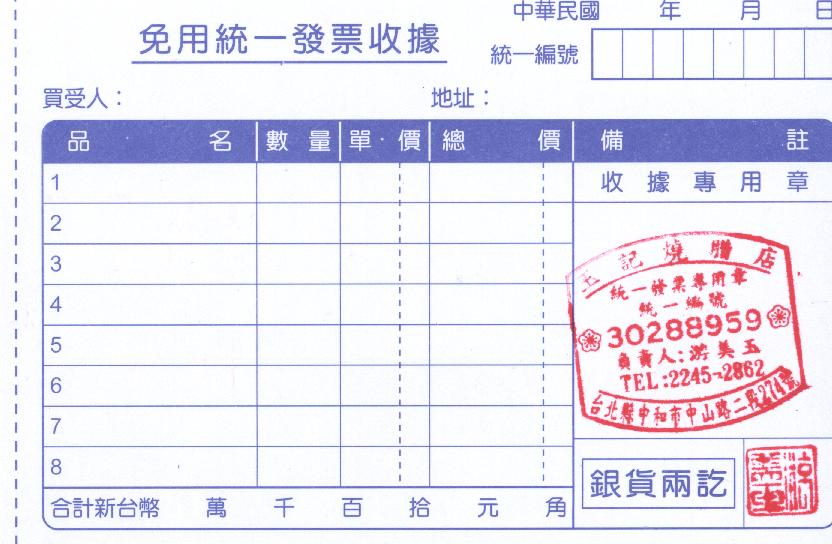 中華民國 年 月 日
免用統一發票收據
統一編號
買受人： 地址：
品名 數量 單價 總價 備註
1 收據專用章
2
3
4
5
6
7
8
玉記燒臘店
統一發票專用章
統一編號
30288959
負責人:游美玉
TEL:2245-2862
台北縣中和市中山路二段274號
銀貨兩訖
合計新台幣 萬 仟 百 拾 元 角